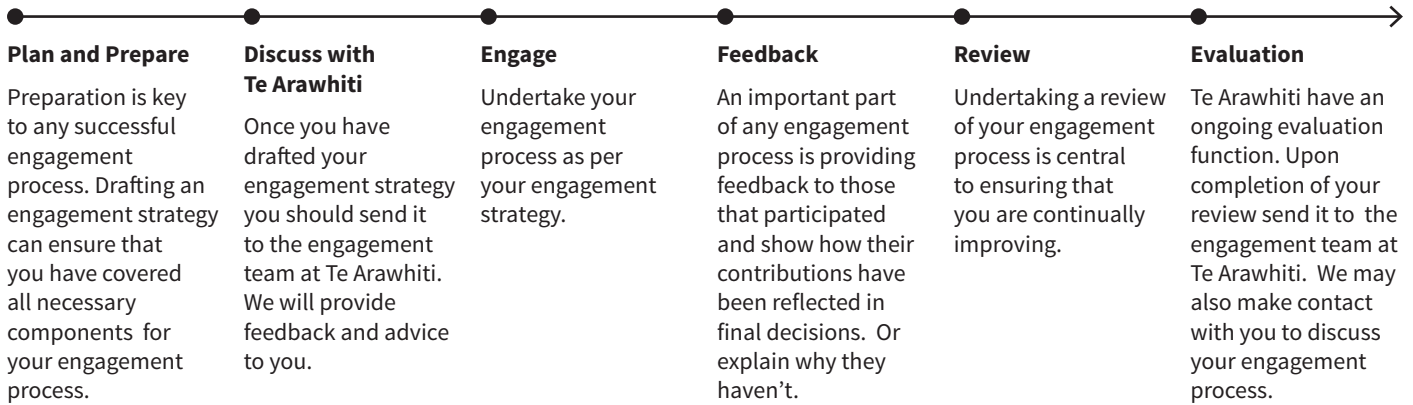 Plan and Prepare
Preparation is key
to any successful
engagement
process. Drafting an
engagement strategy
can ensure that
you have covered
all necessary
components for
your engagement
process.
Discuss with
Te Arawhiti
Once you have
drafted your
engagement strategy
you should send it
to the engagement
team at Te Arawhiti.
We will provide
feedback and advice
to you.
Engage
Undertake your
engagement
process as per
your engagement
strategy.
Feedback
An important part
of any engagement
process is providing
feedback to those
that participated
and show how their
contributions have
been reflected in
final decisions. Or
explain why they
haven't.
Review
Undertaking a review
of your engagement
process is central
to ensuring that
you are continually
improving.
Evaluation
Te Arawhiti have an
ongoing evaluation
function. Upon
completion of your
review send it to the
engagement team at
Te Arawhiti. We may
also make contact
with you to discuss
your engagement
process.